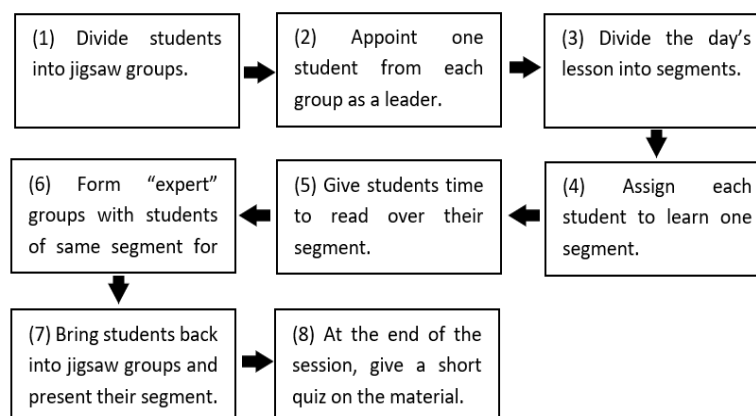 (1) Divide students
into jigsaw groups.
(2) Appoint one
student from each
group as a leader.
(3) Divide the day’s
lesson into segments.
(4) Assign each
student to learn one
segment.
(5) Give students time
to read over their
segment.
(6) Form “expert”
groups with students
of same segment for
(7) Bring students back
into jigsaw groups and
present their segment.
(8) At the end of the
session, give a short
quiz on the material.